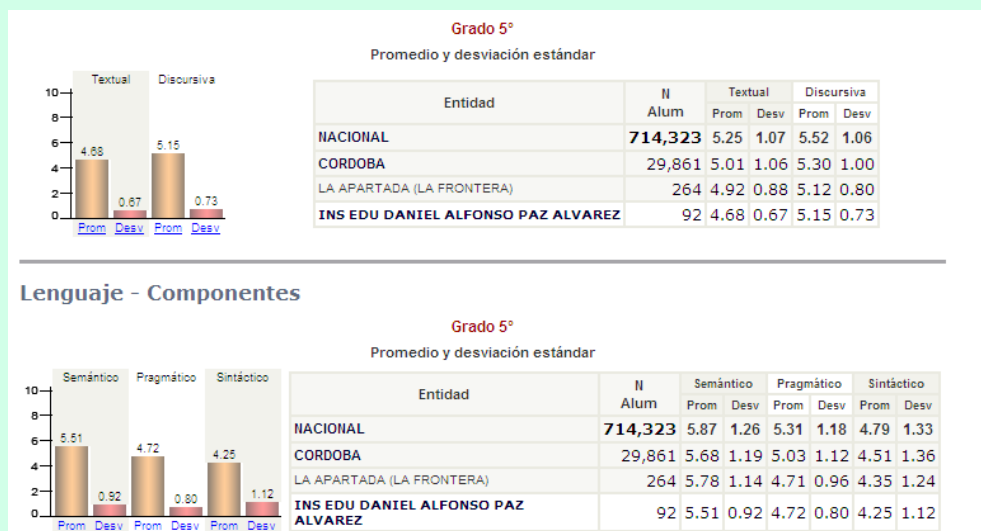 Grado 5°
Promedio y desviación estándar
Textual Discursiva
10
8
6
4
2
0
4.68 0.67 5.15 0.73
Prom Desv Prom Desv
Entidad N Alum Textual Discursiva
Prom Desv Prom Desv
NACIONAL 714,323 5.25 1.07 5.52 1.06
CORDOBA 29,861 5.01 1.06 5.30 1.00
LA APARTADA (LA FRONTERA) 264 4.92 0.88 5.12 0.80
INS EDU DANIEL ALFONSO PAZ ALVAREZ 92 4.68 0.67 5.15 0.73
Lenguaje - Componentes
Grado 5°
Promedio y desviación estándar
Semántico Pragmático Sintáctico
10
8
6
4
2
0
5.51 0.92 4.72 0.80 4.25 1.12
Prom Desv Prom Desv Prom Desv
Entidad N Alum Semántico Pragmático Sintáctico
Prom Desv Prom Desv Prom Desv
NACIONAL 714,323 5.87 1.26 5.31 1.18 4.79 1.33
CORDOBA 29,861 5.68 1.19 5.03 1.12 4.51 1.36
LA APARTADA (LA FRONTERA) 264 5.78 1.14 4.71 0.96 4.35 1.24
INS EDU DANIEL ALFONSO PAZ
ALVAREZ 92 5.51 0.92 4.72 0.80 4.25 1.12